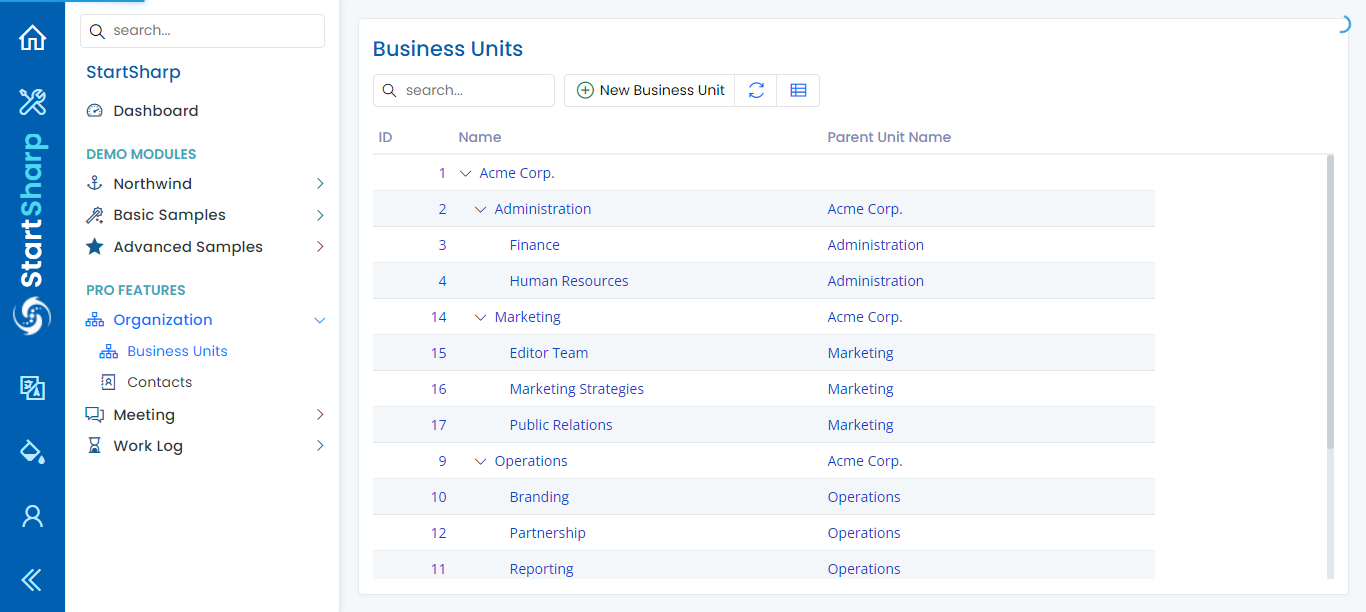 StartSharp
search...
StartSharp
Dashboard
DEMO MODULES
Northwind
Basic Samples
Advanced Samples
PRO FEATURES
Organization
Business Units
Contacts
Meeting
Work Log
Business Units
search... New Business Unit
ID Name Parent Unit Name
1 Acme Corp.
2 Administration Acme Corp.
3 Finance Administration
4 Human Resources Administration
14 Marketing Acme Corp.
15 Editor Team Marketing
16 Marketing Strategies Marketing
17 Public Relations Marketing
9 Operations Acme Corp.
10 Branding Operations
12 Partnership Operations
11 Reporting Operations